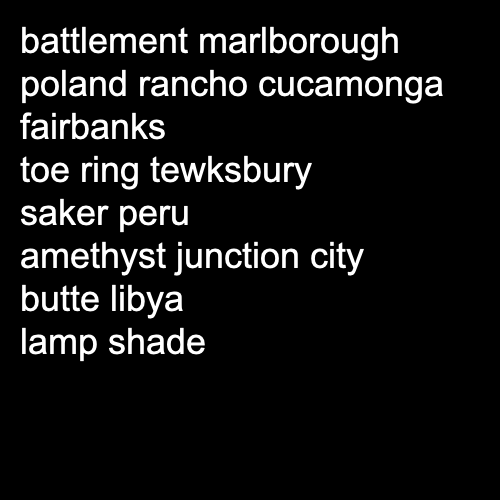 battlement marlborough
poland rancho cucamonga
fairbanks
toe ring tewksbury
saker peru
amethyst junction city
butte libya
lamp shade